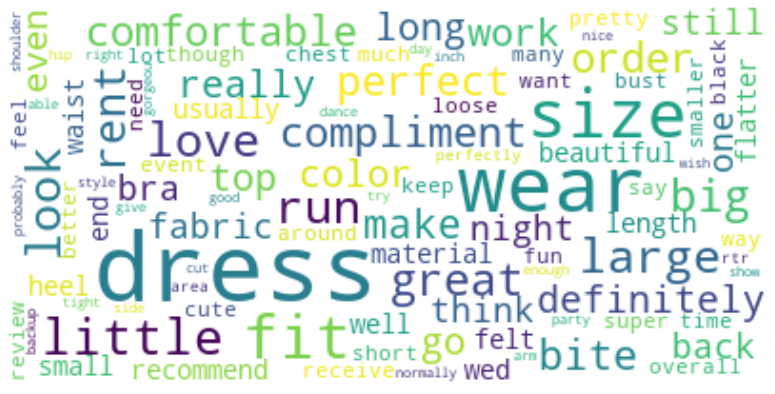 shoulder
even
comfortable
long
work
pretty
still
hip
right
lot
though
chest
much
day
inch
many
nice
order
able
waist
rent
need
gorgeous
really
perfect
want
bust
smaller
one
black
flatter
feel
usually
dance
loose
size
look
love
compliment
perfectly
beautiful
wish
probably
better
style
end
give
bra
event
top
good
color
try
keep
wear
say
big
fabric
run
around
make
night
length
way
dress
cut
area
material
great
fun
enough
large
rtr
show
heel
tight
side
cute
think
definitely
review
backup
little
fit
well
short
go
felt
party
super
time
arm
bite
back
small
recommend
receive
normally
wed
overall